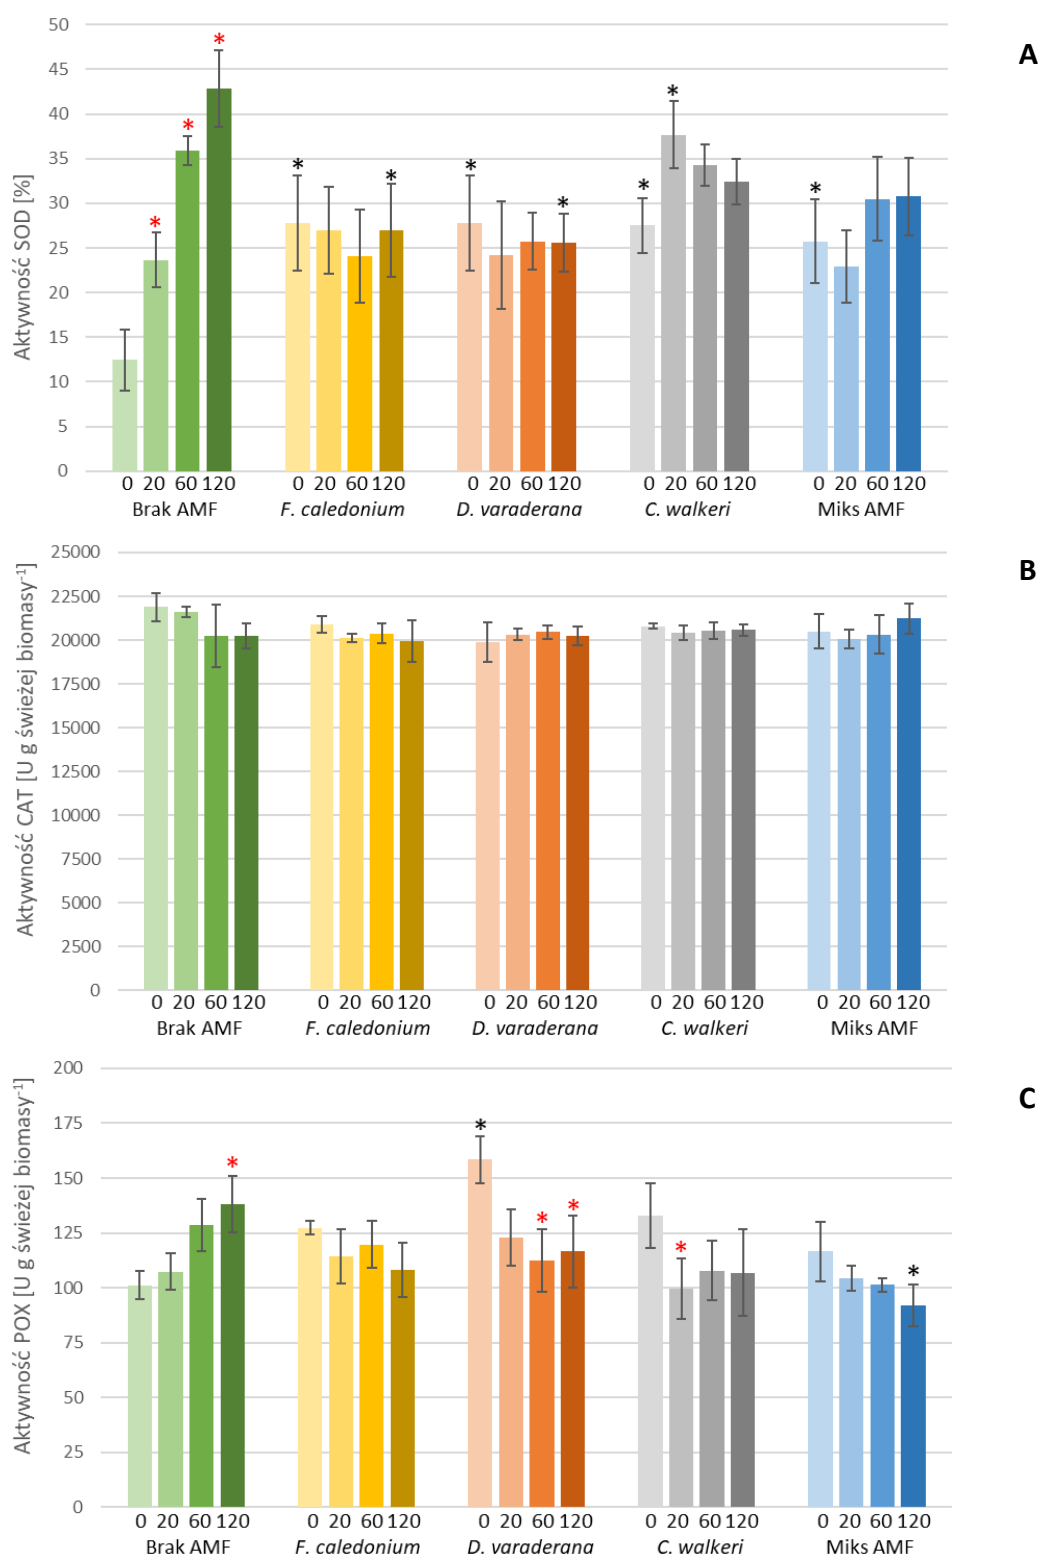 A
Aktywność SOD [%]
50
45
40
35
30
25
20
15
10
5
0
* * * * * * * * * *
0 20 60 120 0 20 60 120 0 20 60 120 0 20 60 120 0 20 60 120
Brak AMF F. caledonium D. varaderana C. walkeri Miks AMF
B
Aktywność CAT [U g świeżej biomasy⁻¹]
25000
22500
20000
17500
15000
12500
10000
7500
5000
2500
0
0 20 60 120 0 20 60 120 0 20 60 120 0 20 60 120 0 20 60 120
Brak AMF F. caledonium D. varaderana C. walkeri Miks AMF
C
Aktywność POX [U g świeżej biomasy⁻¹]
200
175
150
125
100
75
50
25
0
* * * * * *
0 20 60 120 0 20 60 120 0 20 60 120 0 20 60 120 0 20 60 120
Brak AMF F. caledonium D. varaderana C. walkeri Miks AMF